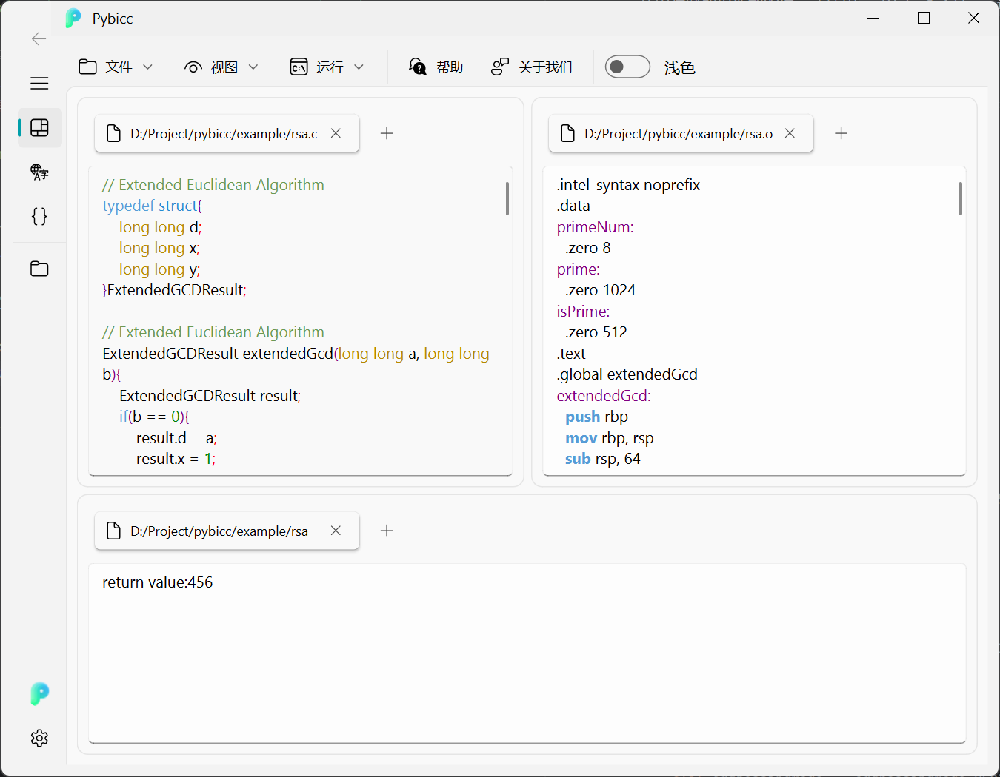 Pybicc
文件 视图 运行 帮助 关于我们 浅色
D:/Project/pybicc/example/rsa.c
// Extended Euclidean Algorithm
typedef struct{
    long long d;
    long long x;
    long long y;
}ExtendedGCDResult;

// Extended Euclidean Algorithm
ExtendedGCDResult extendedGcd(long long a, long long
b){
    ExtendedGCDResult result;
    if(b == 0){
        result.d = a;
        result.x = 1;
D:/Project/pybicc/example/rsa.o
.intel_syntax noprefix
.data
primeNum:
  .zero 8
prime:
  .zero 1024
isPrime:
  .zero 512
.text
.global extendedGcd
extendedGcd:
  push rbp
  mov rbp, rsp
  sub rsp, 64
D:/Project/pybicc/example/rsa
return value:456